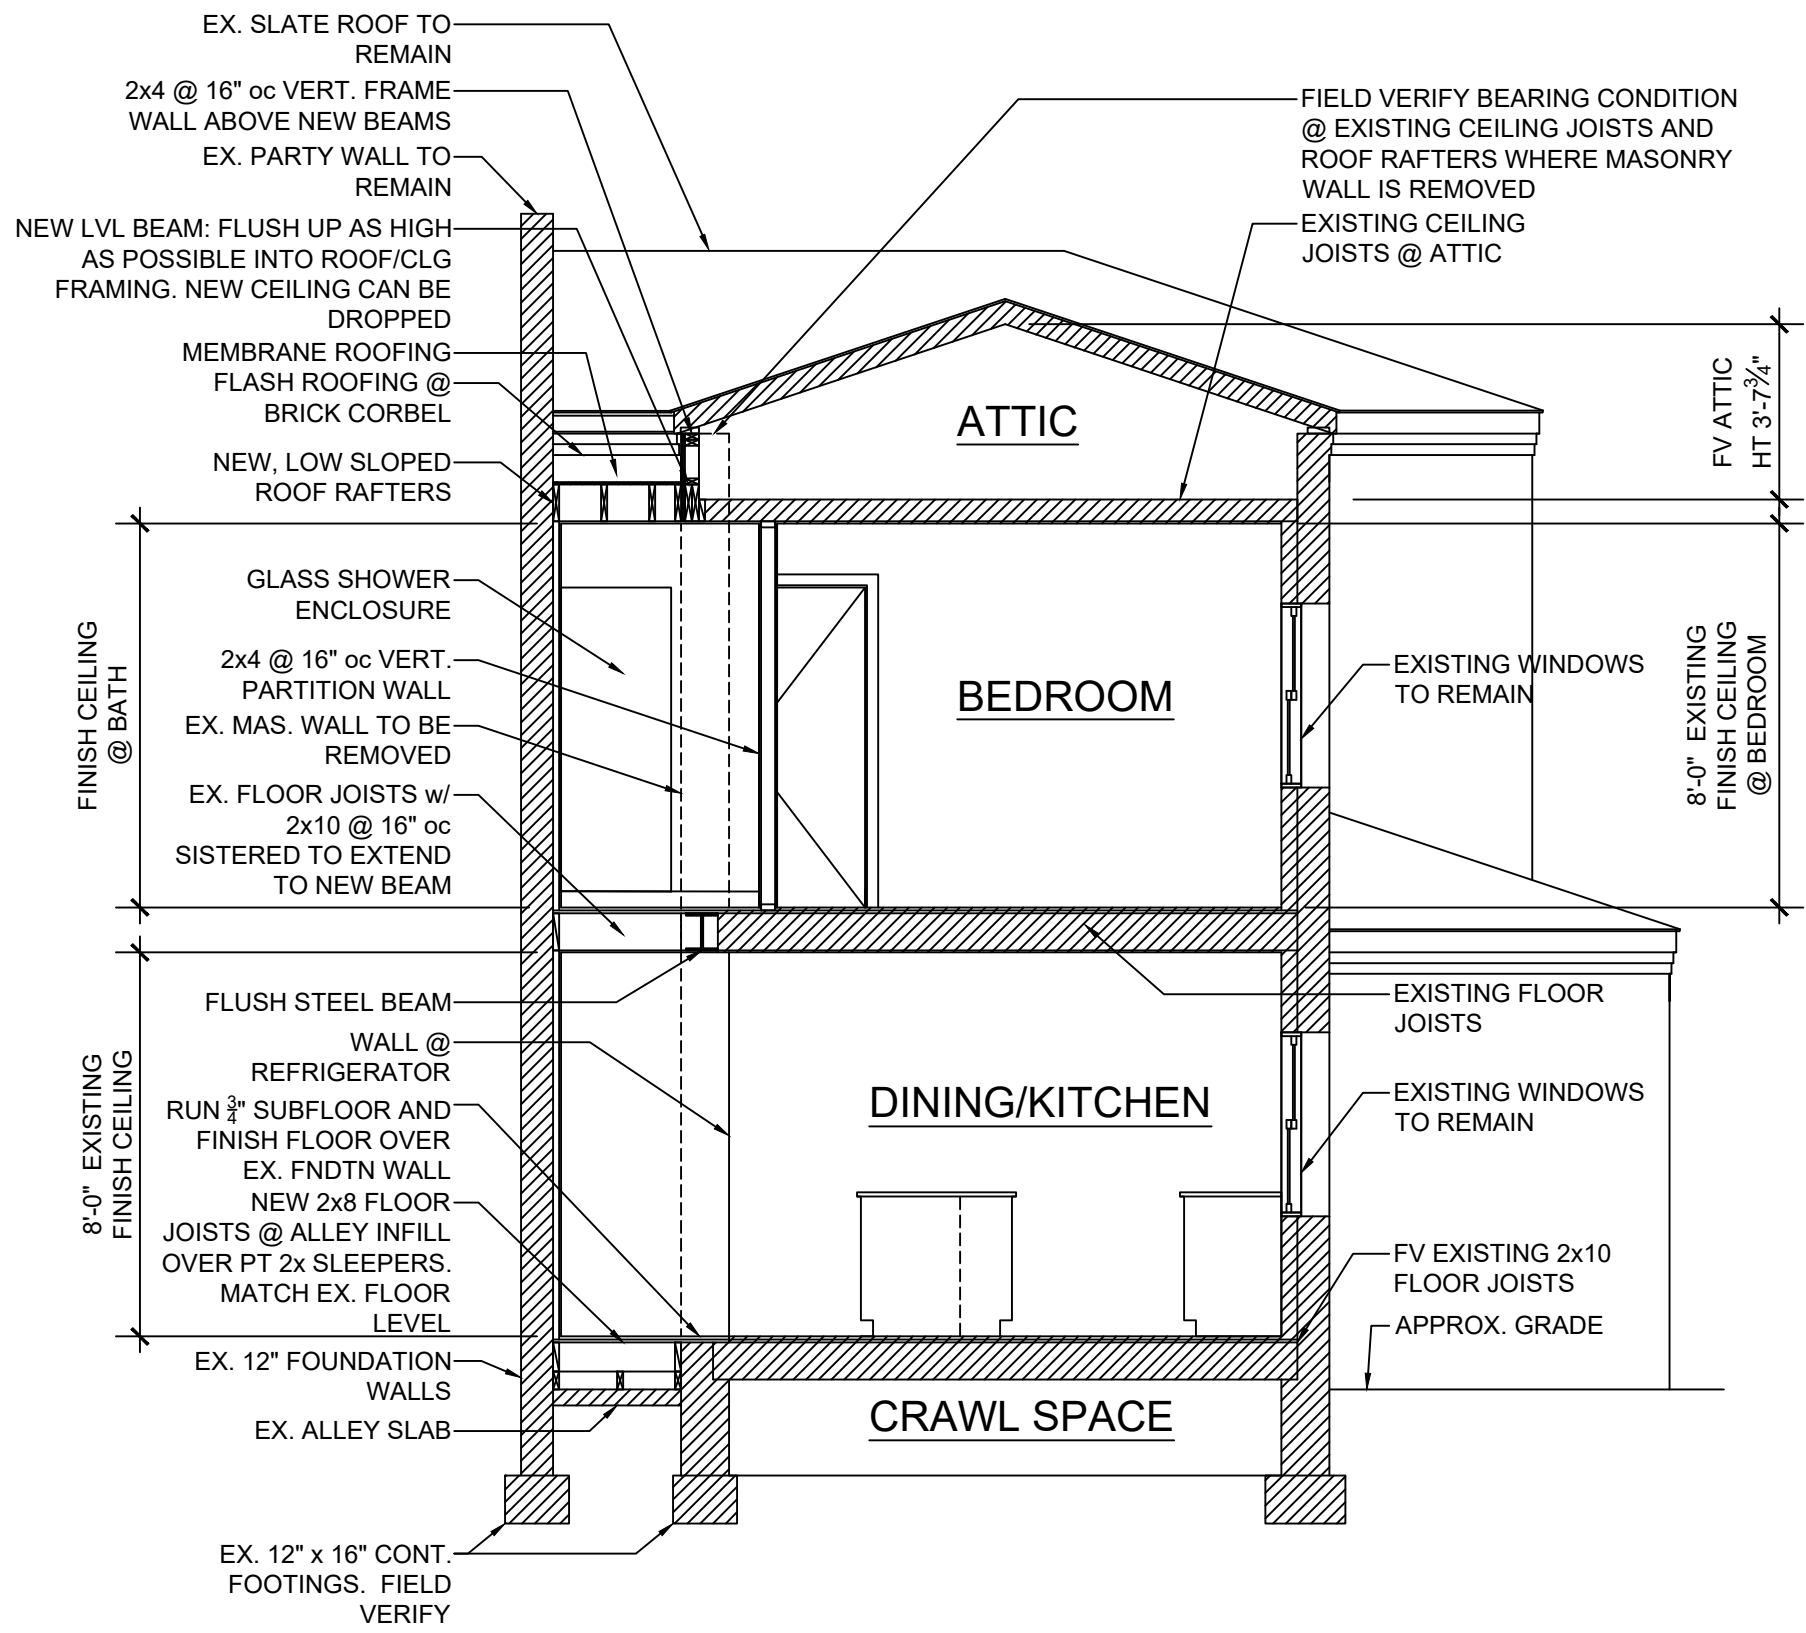 EX. SLATE ROOF TO
REMAIN
2x4 @ 16" oc VERT. FRAME
WALL ABOVE NEW BEAMS
EX. PARTY WALL TO
REMAIN
NEW LVL BEAM: FLUSH UP AS HIGH
AS POSSIBLE INTO ROOF/CLG
FRAMING. NEW CEILING CAN BE
DROPPED
MEMBRANE ROOFING
FLASH ROOFING @
BRICK CORBEL
NEW, LOW SLOPED
ROOF RAFTERS
GLASS SHOWER
ENCLOSURE
2x4 @ 16" oc VERT.
PARTITION WALL
EX. MAS. WALL TO BE
REMOVED
EX. FLOOR JOISTS w/
2x10 @ 16" oc
SISTERED TO EXTEND
TO NEW BEAM
FINISH CEILING
@ BATH
FLUSH STEEL BEAM
WALL @
REFRIGERATOR
RUN 3/4" SUBFLOOR AND
FINISH FLOOR OVER
EX. FNDTN WALL
NEW 2x8 FLOOR
JOISTS @ ALLEY INFILL
OVER PT 2x SLEEPERS.
MATCH EX. FLOOR
LEVEL
8'-0" EXISTING
FINISH CEILING
EX. 12" FOUNDATION
WALLS
EX. ALLEY SLAB
EX. 12" x 16" CONT.
FOOTINGS. FIELD
VERIFY
ATTIC
BEDROOM
DINING/KITCHEN
CRAWL SPACE
FIELD VERIFY BEARING CONDITION
@ EXISTING CEILING JOISTS AND
ROOF RAFTERS WHERE MASONRY
WALL IS REMOVED
EXISTING CEILING
JOISTS @ ATTIC
FV ATTIC
HT 3'-7 3/4"
EXISTING WINDOWS
TO REMAIN
8'-0" EXISTING
FINISH CEILING
@ BEDROOM
EXISTING FLOOR
JOISTS
EXISTING WINDOWS
TO REMAIN
FV EXISTING 2x10
FLOOR JOISTS
APPROX. GRADE